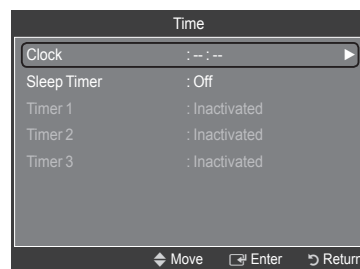 Time
Clock : -- : --
Sleep Timer : Off
Timer 1 : Inactivated
Timer 2 : Inactivated
Timer 3 : Inactivated
Move Enter Return